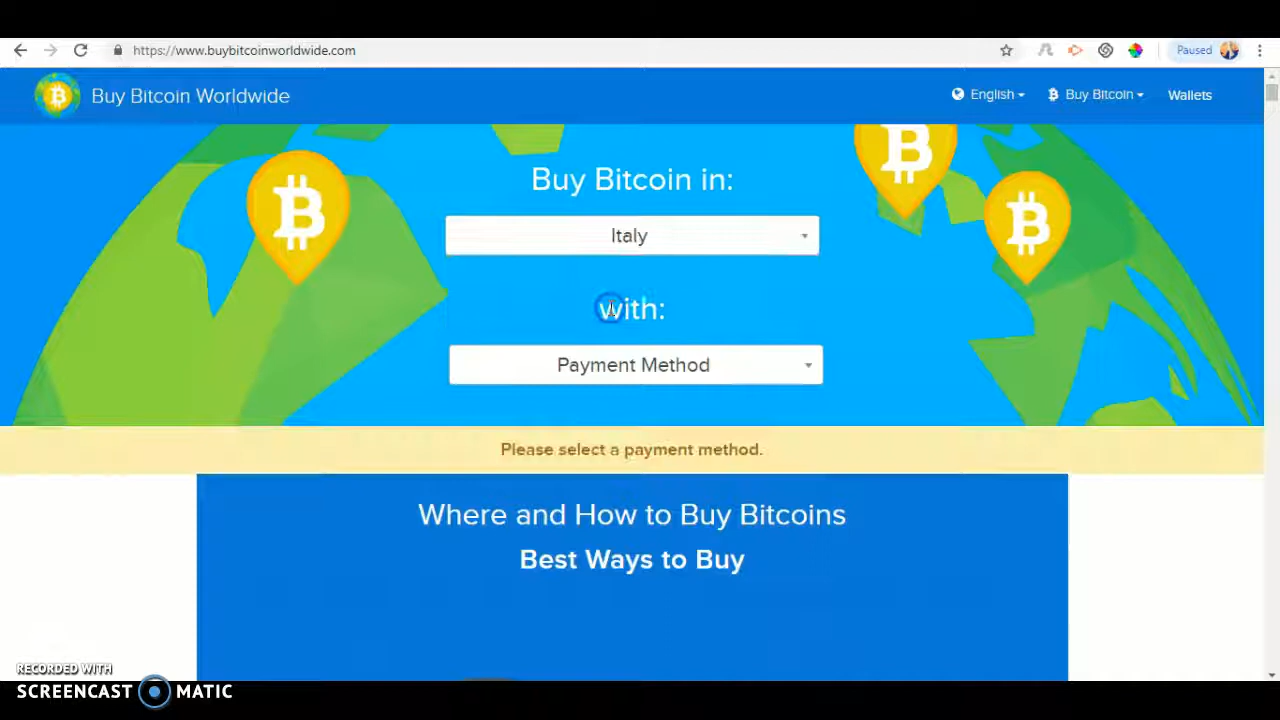 https://www.buybitcoinworldwide.com
Paused
Buy Bitcoin Worldwide
English
Buy Bitcoin
Wallets
Buy Bitcoin in:
Italy
with:
Payment Method
Please select a payment method.
Where and How to Buy Bitcoins
Best Ways to Buy
RECORDED WITH
SCREENCAST MATIC